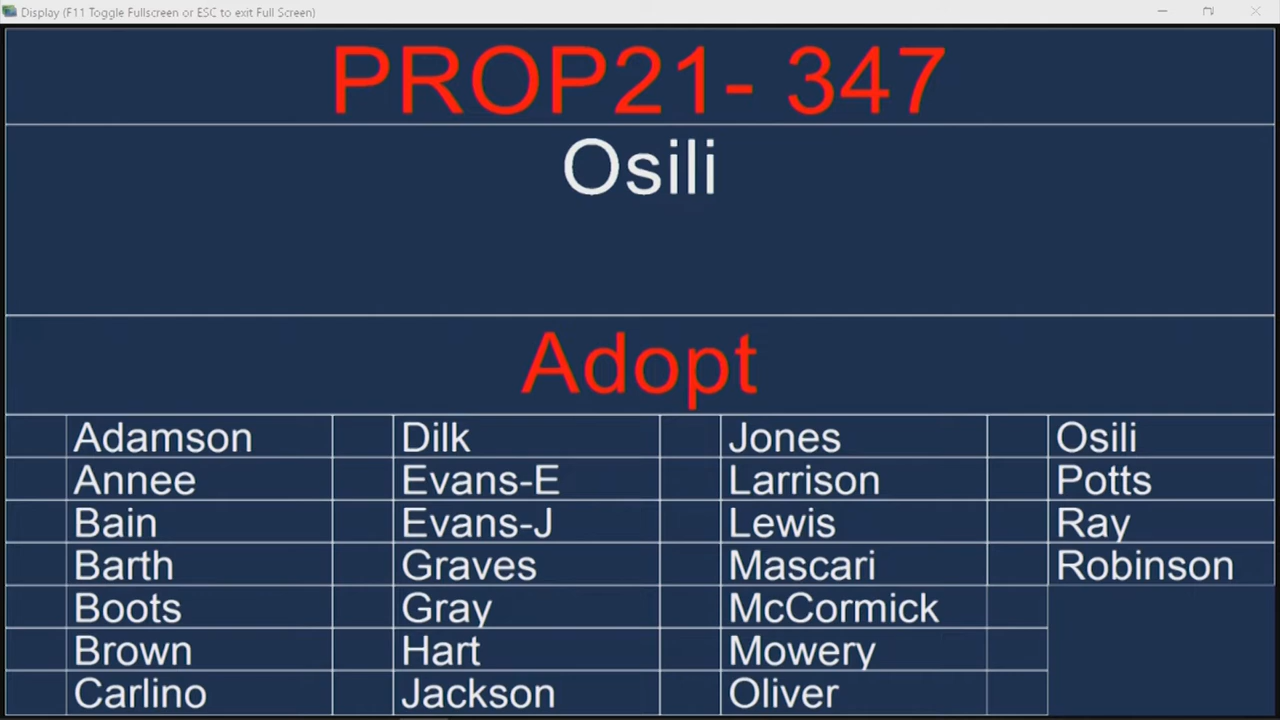 Display (F11 Toggle Fullscreen or ESC to exit Full Screen)
PROP21- 347
Osili
Adopt
Adamson Dilk Jones Osili
Annee Evans-E Larrison Potts
Bain Evans-J Lewis Ray
Barth Graves Mascari Robinson
Boots Gray McCormick
Brown Hart Mowery
Carlino Jackson Oliver